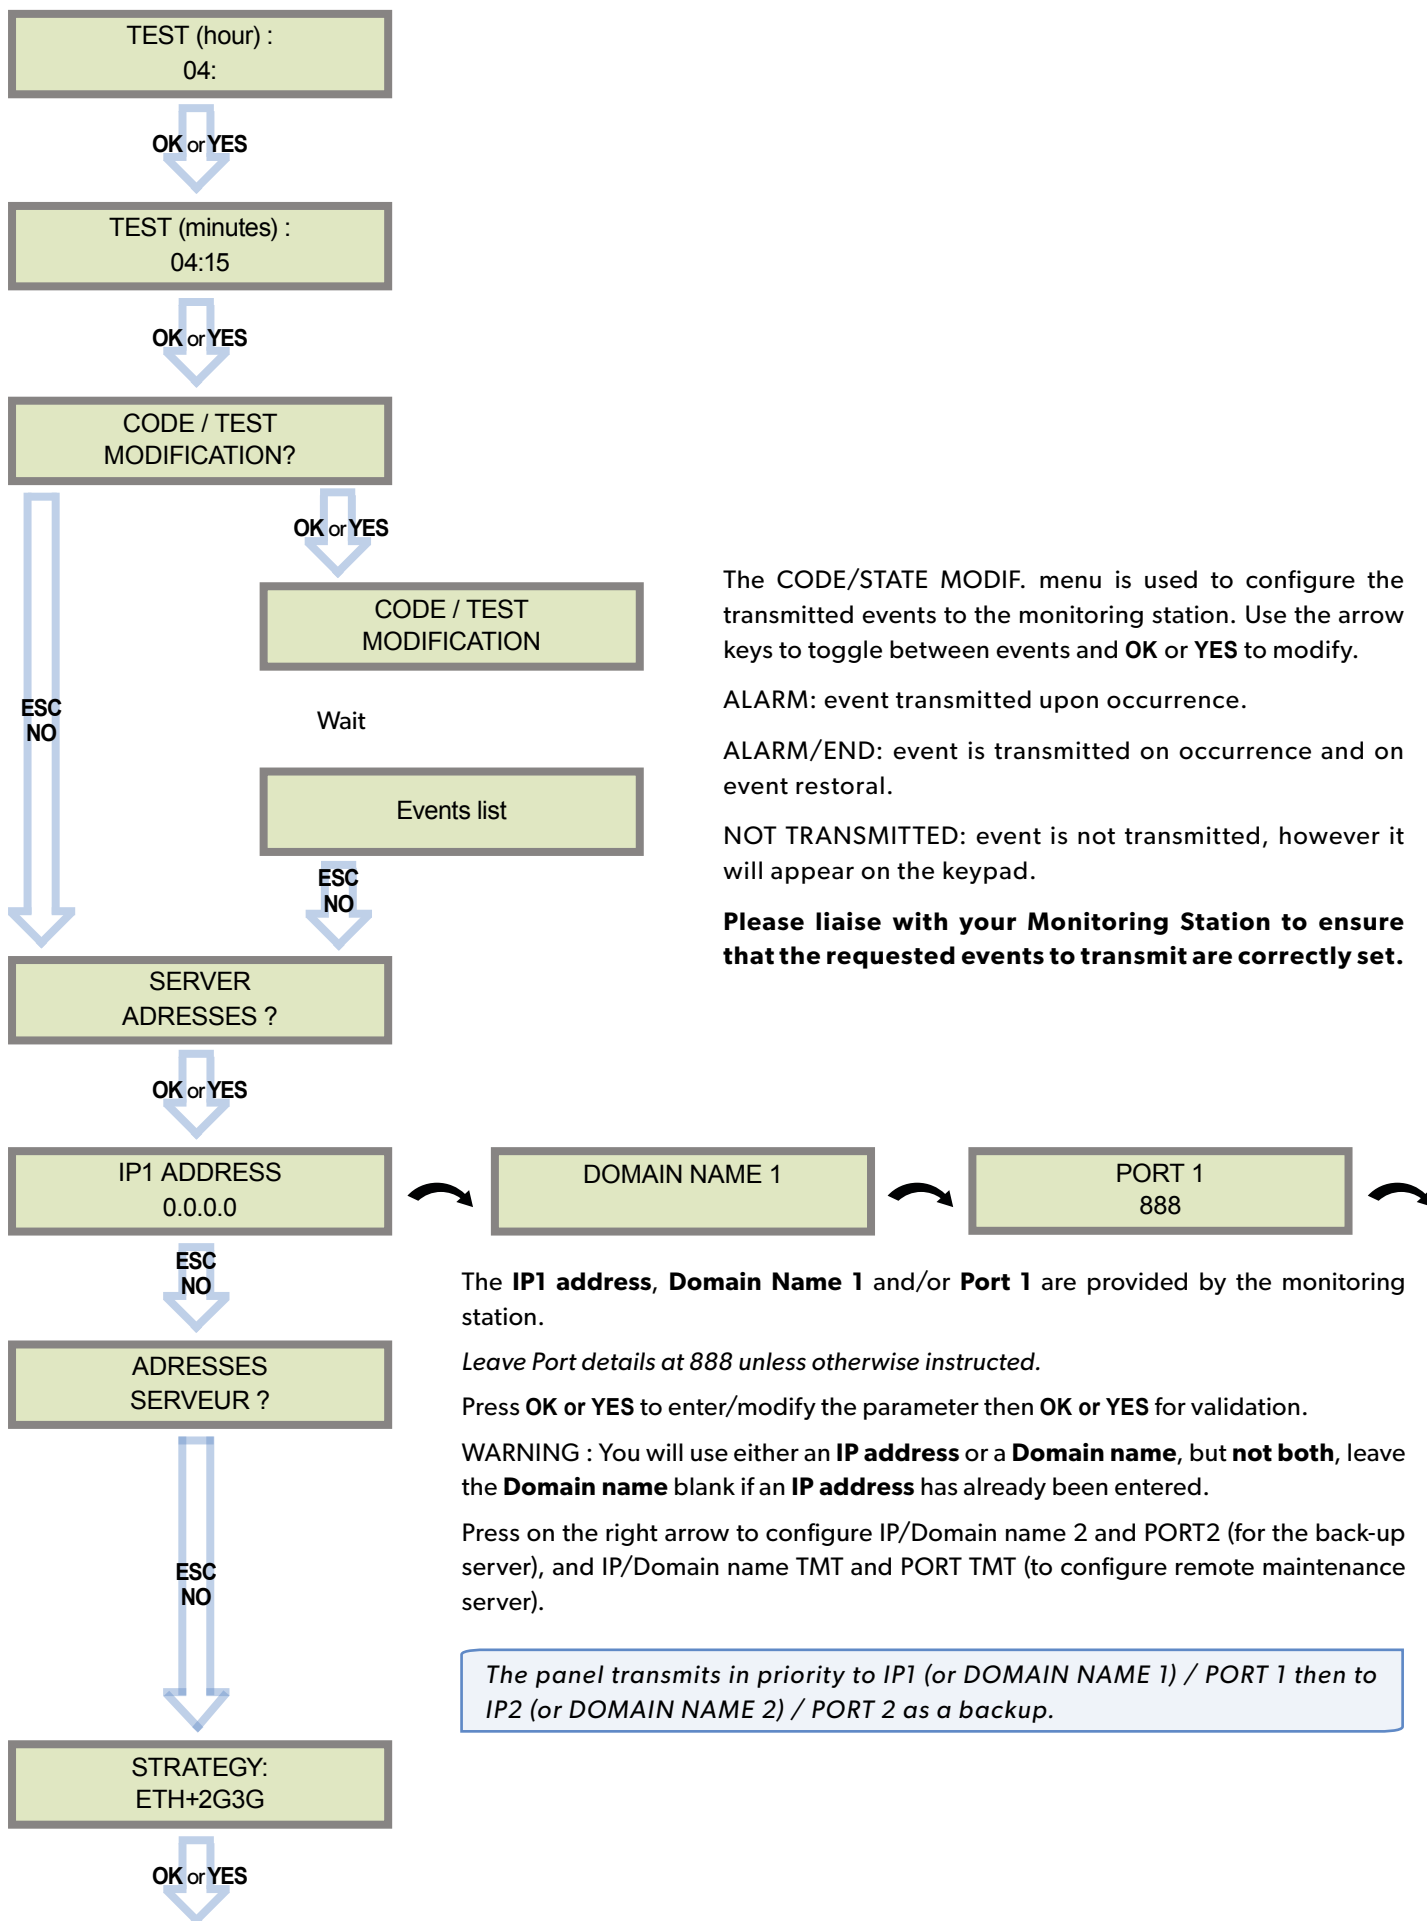 TEST (hour) :
04:
OK or YES
TEST (minutes) :
04:15
OK or YES
CODE / TEST
MODIFICATION?
OK or YES
CODE / TEST
MODIFICATION
ESC
NO
Wait
Events list
ESC
NO
The CODE/STATE MODIF. menu is used to configure the
transmitted events to the monitoring station. Use the arrow
keys to toggle between events and OK or YES to modify.
ALARM: event transmitted upon occurrence.
ALARM/END: event is transmitted on occurrence and on
event restoral.
NOT TRANSMITTED: event is not transmitted, however it
will appear on the keypad.
Please liaise with your Monitoring Station to ensure
that the requested events to transmit are correctly set.
SERVER
ADRESSES ?
OK or YES
IP1 ADDRESS
0.0.0.0
DOMAIN NAME 1
PORT 1
888
ESC
NO
The IP1 address, Domain Name 1 and/or Port 1 are provided by the monitoring
station.
Leave Port details at 888 unless otherwise instructed.
Press OK or YES to enter/modify the parameter then OK or YES for validation.
WARNING : You will use either an IP address or a Domain name, but not both, leave
the Domain name blank if an IP address has already been entered.
Press on the right arrow to configure IP/Domain name 2 and PORT2 (for the back-up
server), and IP/Domain name TMT and PORT TMT (to configure remote maintenance
server).
ADRESSES
SERVEUR ?
ESC
NO
The panel transmits in priority to IP1 (or DOMAIN NAME 1) / PORT 1 then to
IP2 (or DOMAIN NAME 2) / PORT 2 as a backup.
STRATEGY:
ETH+2G3G
OK or YES